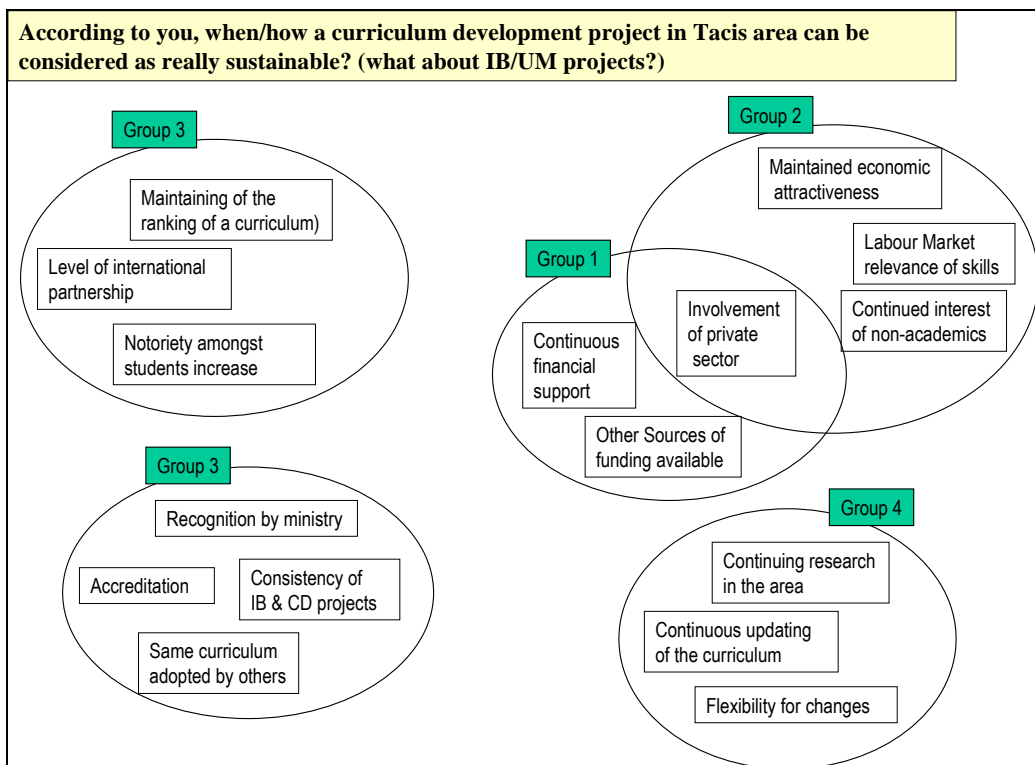 According to you, when/how a curriculum development project in Tacis area can be
considered as really sustainable? (what about IB/UM projects?)
Group 3
Maintaining of the
ranking of a curriculum)
Level of international
partnership
Notoriety amongst
students increase
Group 2
Maintained economic
attractiveness
Labour Market
relevance of skills
Continued interest
of non-academics
Group 1
Involvement
of private
sector
Continuous
financial
support
Other Sources of
funding available
Group 3
Recognition by ministry
Accreditation
Consistency of
IB & CD projects
Same curriculum
adopted by others
Group 4
Continuing research
in the area
Continuous updating
of the curriculum
Flexibility for changes